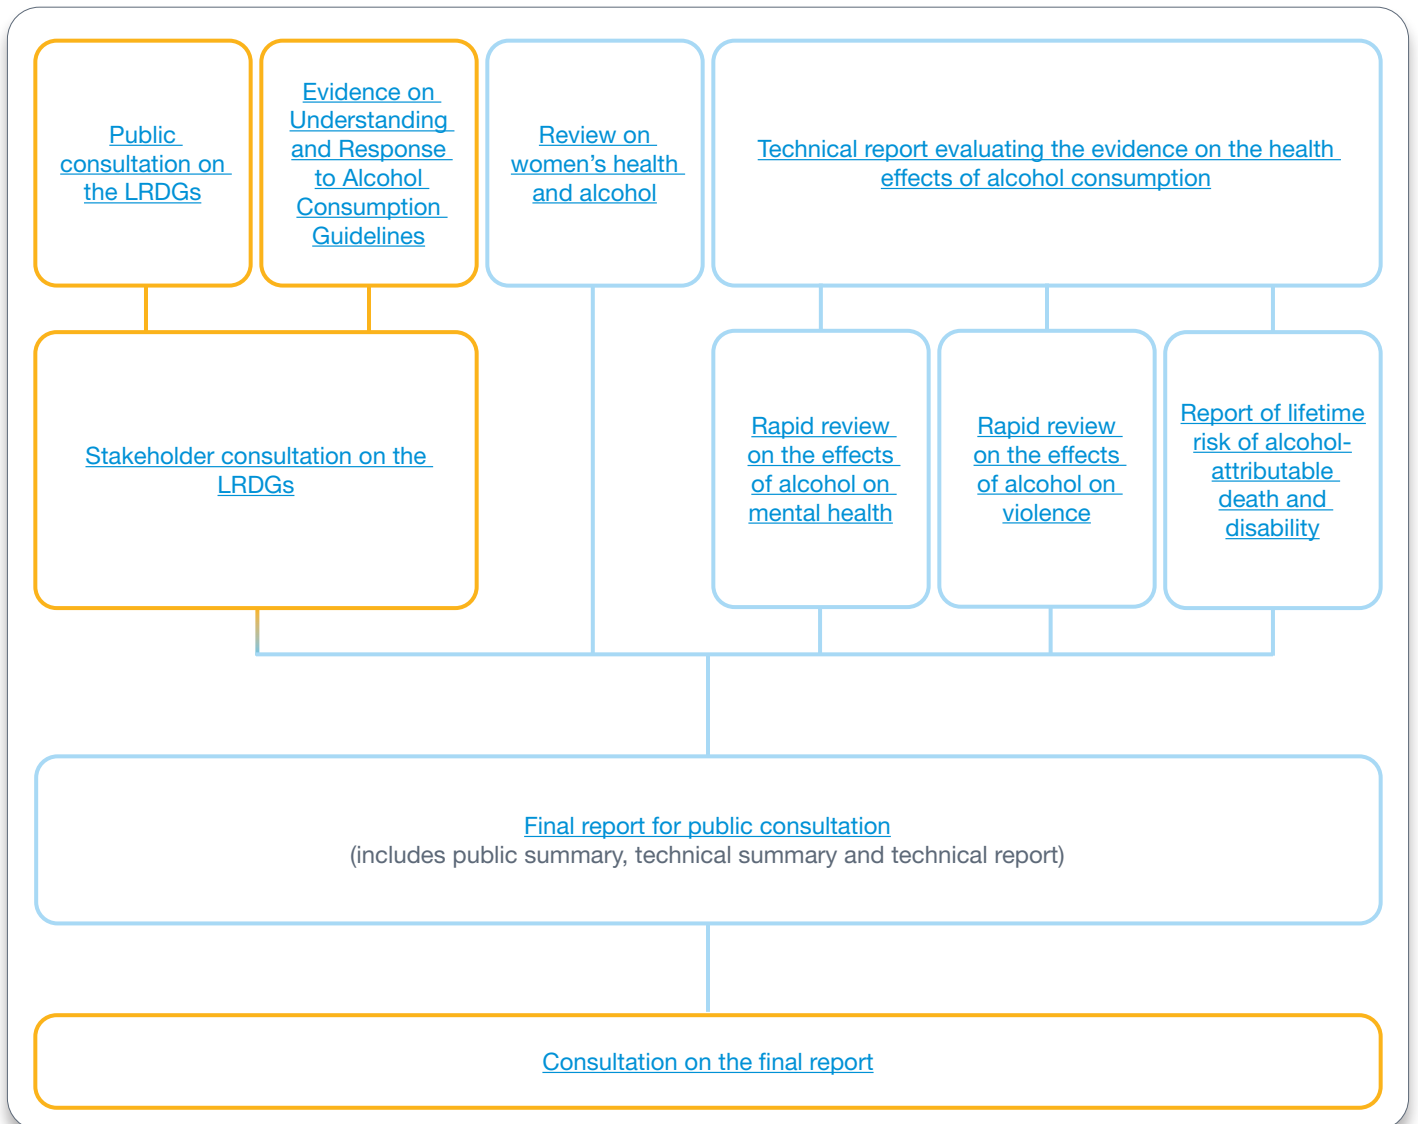 Public
consultation on
the LRDGs
Evidence on
Understanding
and Response
to Alcohol
Consumption
Guidelines
Review on
women’s health
and alcohol
Technical report evaluating the evidence on the health
effects of alcohol consumption
Stakeholder consultation on the
LRDGs
Rapid review
on the effects
of alcohol on
mental health
Rapid review
on the effects
of alcohol on
violence
Report of lifetime
risk of alcohol-
attributable
death and
disability
Final report for public consultation
(includes public summary, technical summary and technical report)
Consultation on the final report